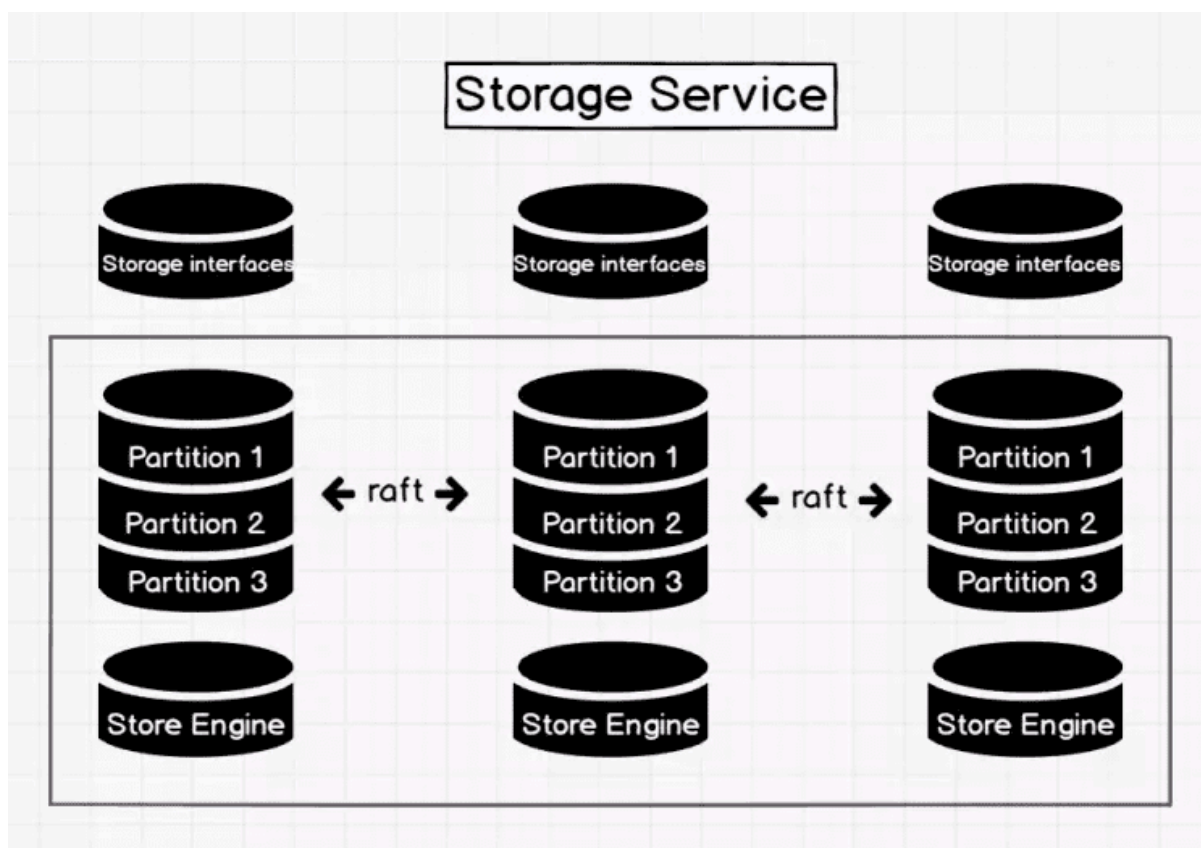 Storage Service
Storage interfaces
Storage interfaces
Storage interfaces
Partition 1
Partition 1
Partition 1
raft
raft
Partition 2
Partition 2
Partition 2
Partition 3
Partition 3
Partition 3
Store Engine
Store Engine
Store Engine